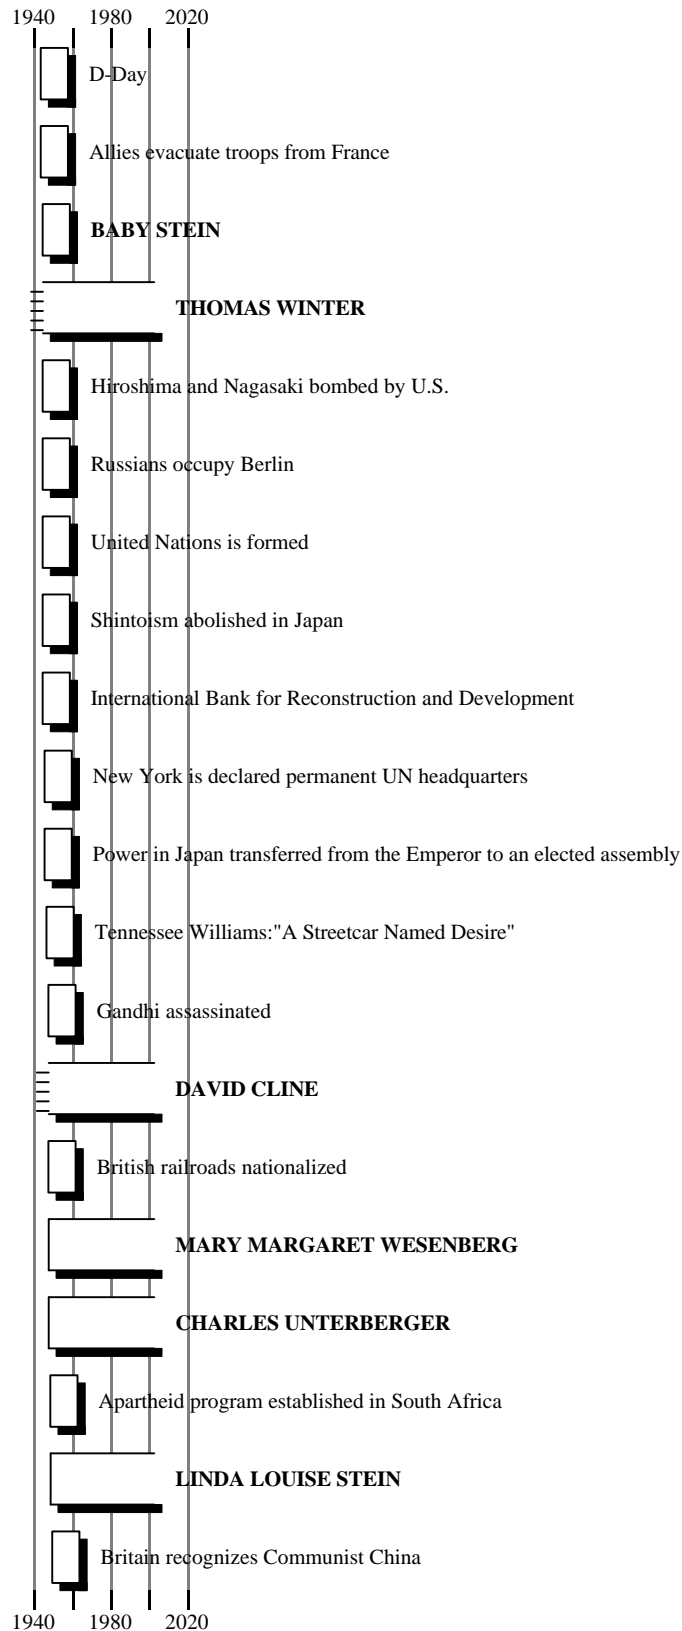 1940 1980 2020
D-Day
Allies evacuate troops from France
BABY STEIN
THOMAS WINTER
Hiroshima and Nagasaki bombed by U.S.
Russians occupy Berlin
United Nations is formed
Shintoism abolished in Japan
International Bank for Reconstruction and Development
New York is declared permanent UN headquarters
Power in Japan transferred from the Emperor to an elected assembly
Tennessee Williams:"A Streetcar Named Desire"
Gandhi assassinated
DAVID CLINE
British railroads nationalized
MARY MARGARET WESENBERG
CHARLES UNTERBERGER
Apartheid program established in South Africa
LINDA LOUISE STEIN
Britain recognizes Communist China
1940 1980 2020